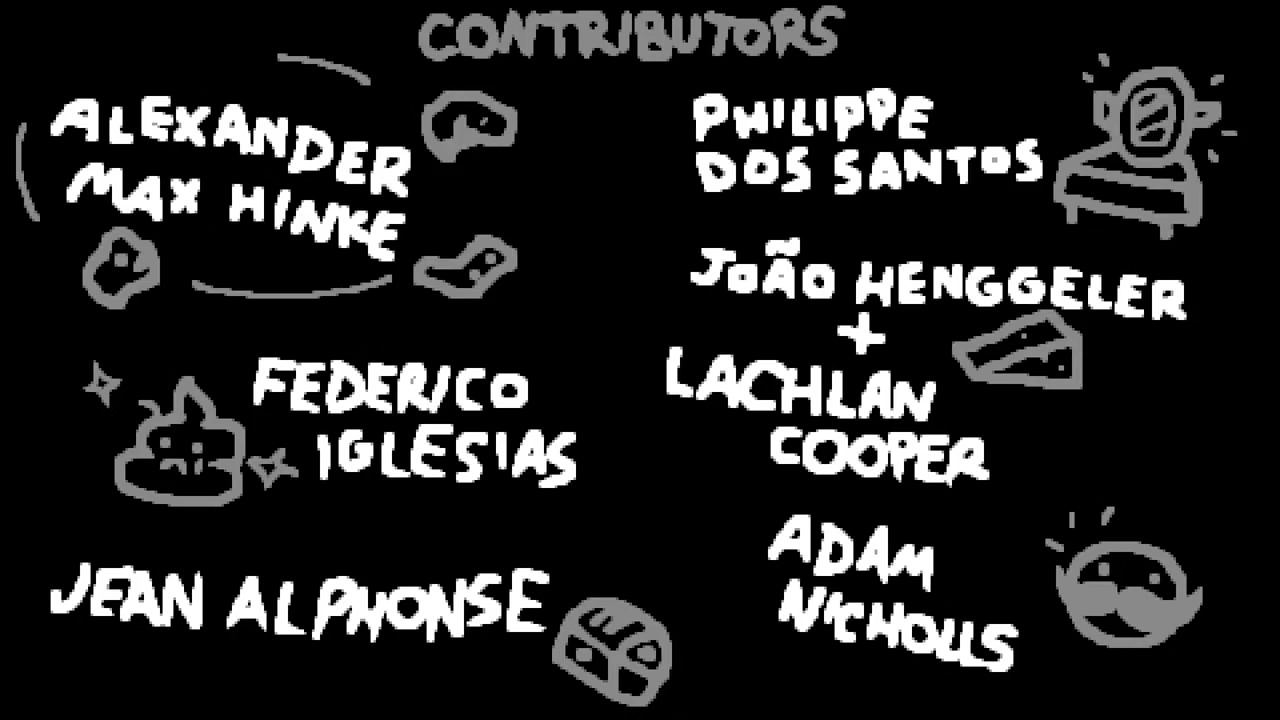 CONTRIBUTORS
ALEXANDER
MAX HINKE
PHILIPPE
DOS SANTOS
JOÃO HENGGELER
+
LACHLAN
COOPER
FEDERICO
IGLESIAS
JEAN ALPHONSE
ADAM
NICHOLLS